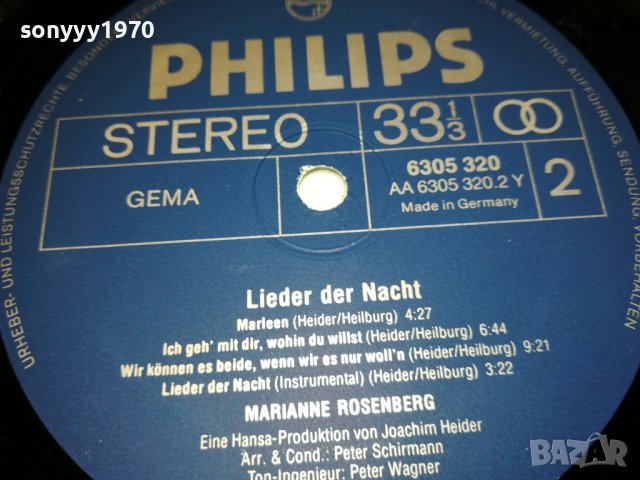 sonyyy1970
PHILIPS
STEREO
33 1/3
GEMA
6305 320
AA 6305 320.2 Y
Made in Germany
2
Lieder der Nacht
Marleen (Heider/Heilburg) 4:27
Ich geh' mit dir, wohin du willst (Heider/Heilburg) 6:44
Wir können es beide, wenn wir es nur woll'n (Heider/Heilburg) 9:21
Lieder der Nacht (Instrumental) (Heider/Heilburg) 3:22
MARIANNE ROSENBERG
Eine Hansa-Produktion von Joachim Heider
Arr. & Cond.: Peter Schirmann
Ton-Ingenieur: Peter Wagner
URHEBER- UND LEISTUNGSSCHUTZRECHTE,
VERMIETUNG, AUFFÜHRUNG, SENDUNG, VORBEHALTEN
BAZAR